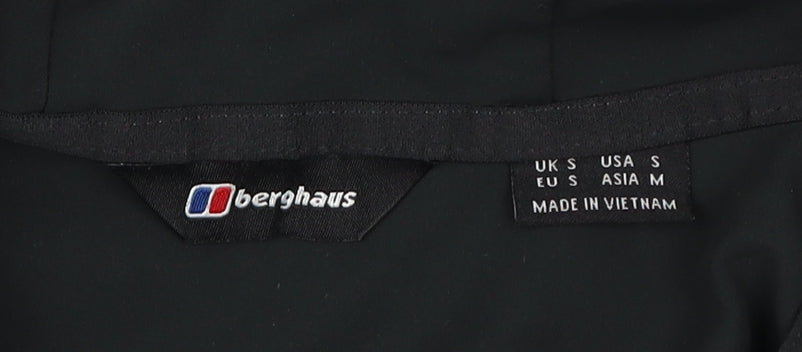 berghaus
UK S USA S
EU S ASIA M
MADE IN VIETNAM